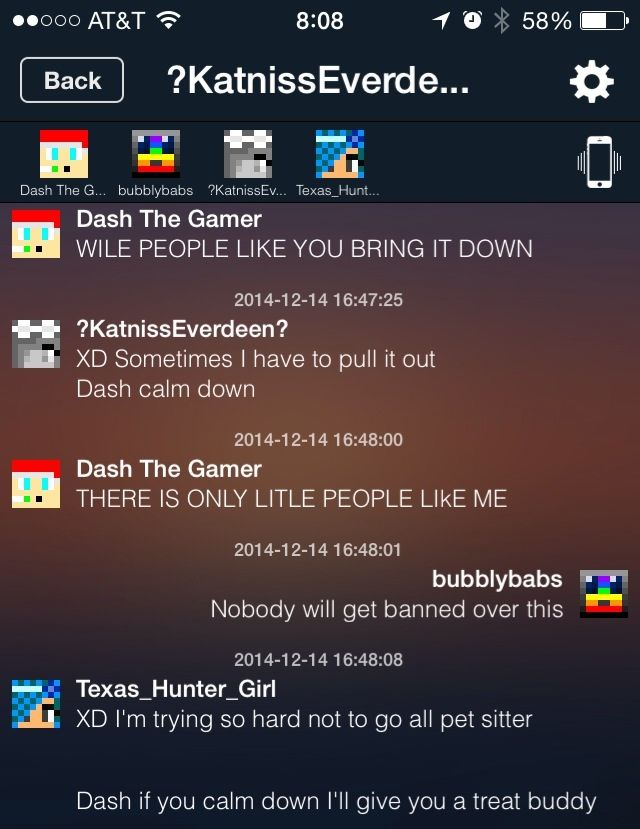 AT&T 8:08 58%
Back ?KatnissEverde...
Dash The G... bubblybabs ?KatnissEv... Texas_Hunt...
Dash The Gamer
WILE PEOPLE LIKE YOU BRING IT DOWN
2014-12-14 16:47:25
?KatnissEverdeen?
XD Sometimes I have to pull it out
Dash calm down
2014-12-14 16:48:00
Dash The Gamer
THERE IS ONLY LITLE PEOPLE LIkE ME
2014-12-14 16:48:01
bubblybabs
Nobody will get banned over this
2014-12-14 16:48:08
Texas_Hunter_Girl
XD I'm trying so hard not to go all pet sitter
Dash if you calm down I'll give you a treat buddy